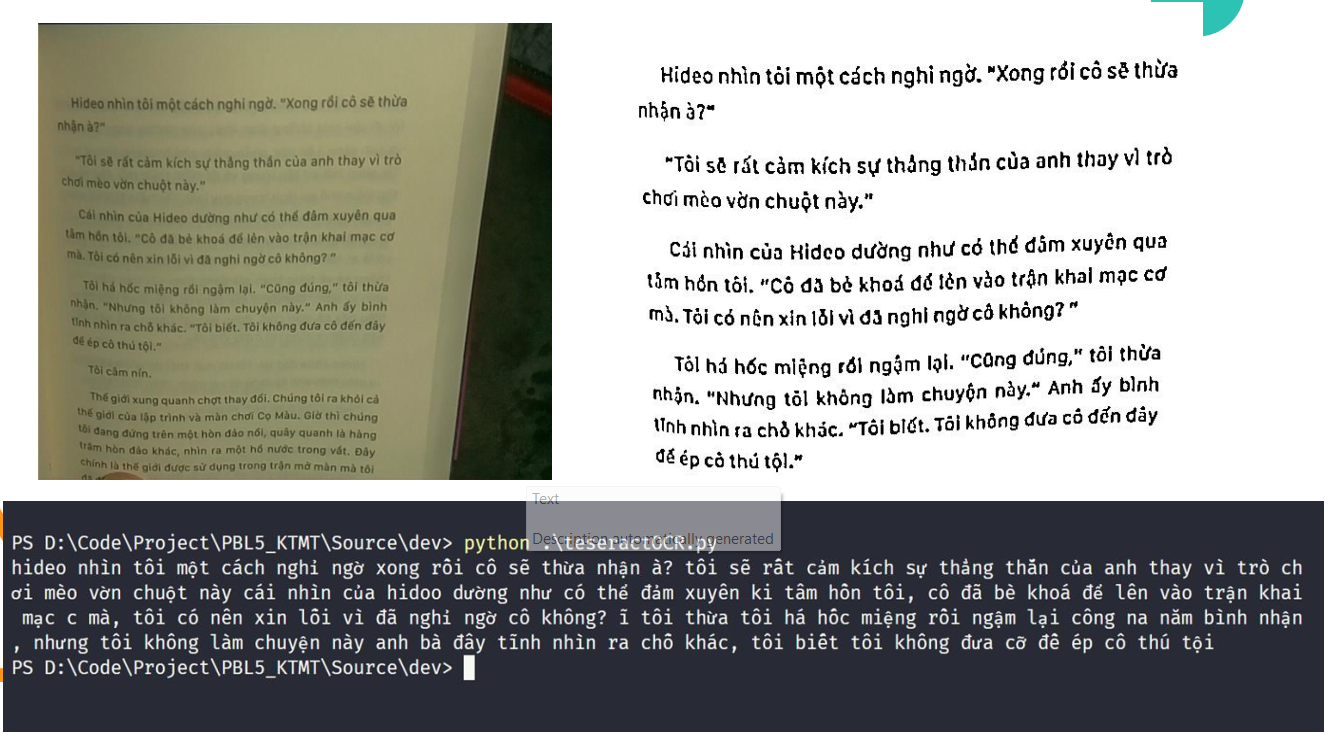 Hideo nhìn tôi một cách nghi ngờ. "Xong rồi cô sẽ thừa
nhận à?"
"Tôi sẽ rất cảm kích sự thẳng thắn của anh thay vì trò
chơi mèo vờn chuột này."
Cái nhìn của Hideo dường như có thể đâm xuyên qua
tâm hồn tôi. "Cô đã bẻ khoá để lẻn vào trận khai mạc cơ
mà. Tôi có nên xin lỗi vì đã nghi ngờ cô không? "
Tôi há hốc miệng rồi ngậm lại. "Cũng đúng," tôi thừa
nhận. "Nhưng tôi không làm chuyện này." Anh ấy bình
tĩnh nhìn ra chỗ khác. "Tôi biết. Tôi không đưa cô đến đây
để ép cô thú tội."
Tôi câm nín.
Thế giới xung quanh chợt thay đổi. Chúng tôi ra khỏi cả
thế giới của lập trình và màn chơi Cọ Màu. Giờ thì chúng
tôi đang đứng trên một hòn đảo nổi, quây quanh là hàng
trăm hòn đảo khác, nhìn ra một hồ nước trong vắt. Đây
chính là thế giới được sử dụng trong trận mở màn mà tôi
Hideo nhìn tôi một cách nghi ngờ. "Xong rồi cô sẽ thừa
nhận à?"
"Tôi sẽ rất cảm kích sự thẳng thắn của anh thay vì trò
chơi mèo vờn chuột này."
Cái nhìn của Hideo dường như có thể đâm xuyên qua
tâm hồn tôi. "Cô đã bẻ khoá để lẻn vào trận khai mạc cơ
mà. Tôi có nên xin lỗi vì đã nghi ngờ cô không? "
Tôi há hốc miệng rồi ngậm lại. "Cũng đúng," tôi thừa
nhận. "Nhưng tôi không làm chuyện này." Anh ấy bình
tĩnh nhìn ra chỗ khác. "Tôi biết. Tôi không đưa cô đến đây
để ép cô thú tội."
Text
Description automatically generated
PS D:\Code\Project\PBL5_KTMT\Source\dev> python .\teseractOCR.py
hideo nhìn tôi một cách nghi ngờ xong rồi cô sẽ thừa nhận à? tôi sẽ rất cảm kích sự thẳng thắn của anh thay vì trò ch
ơi mèo vờn chuột này cái nhìn của hidoo dường như có thể đảm xuyên ki tâm hồn tôi, cô đã bè khoá để lên vào trận khai
mạc c mà, tôi có nên xin lỗi vì đã nghi ngờ cô không? ĩ tôi thừa tôi há hốc miệng rồi ngậm lại công na năm bình nhận
, nhưng tôi không làm chuyện này anh bà đây tĩnh nhìn ra chỗ khác, tôi biết tôi không đưa cỡ đề ép cô thú tội
PS D:\Code\Project\PBL5_KTMT\Source\dev>